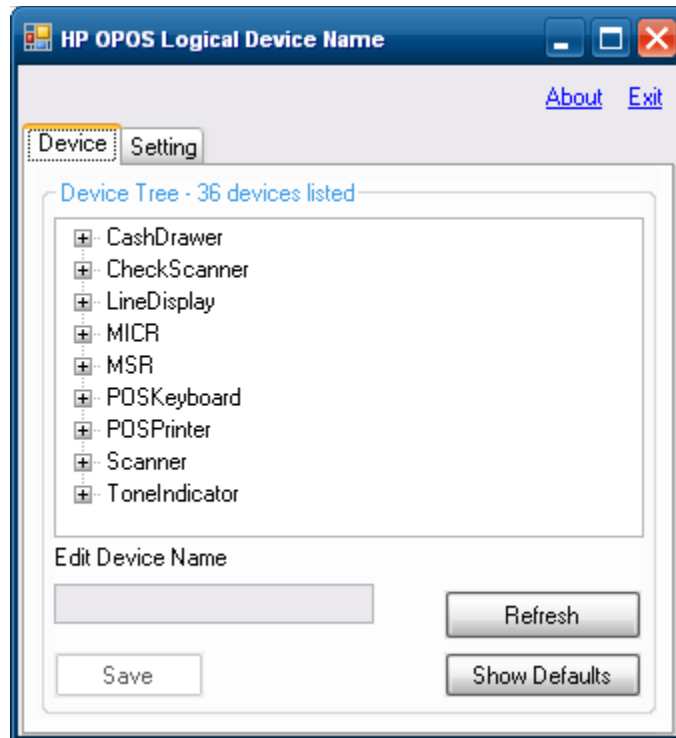 HP OPOS Logical Device Name
About Exit
Device Setting
Device Tree - 36 devices listed
CashDrawer
CheckScanner
LineDisplay
MICR
MSR
POSKeyboard
POSPrinter
Scanner
ToneIndicator
Edit Device Name
Refresh
Save Show Defaults